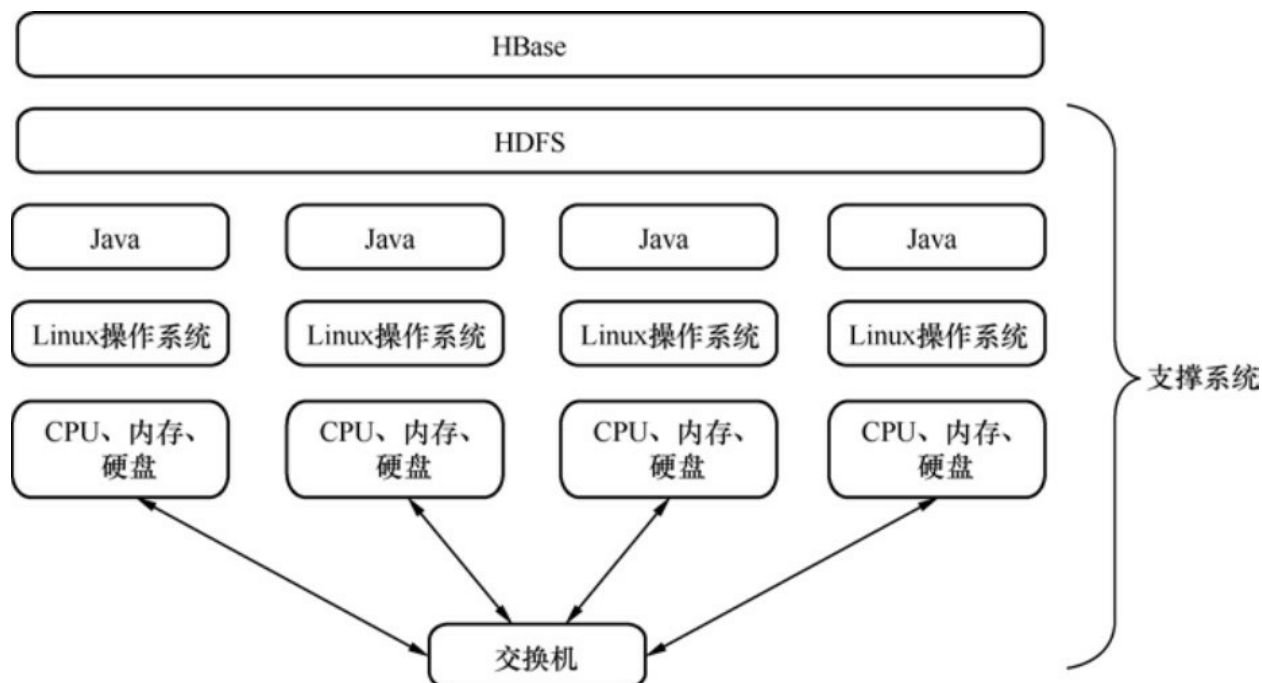 HBase
HDFS
Java
Java
Java
Java
Linux操作系统
Linux操作系统
Linux操作系统
Linux操作系统
支撑系统
CPU、内存、
硬盘
CPU、内存、
硬盘
CPU、内存、
硬盘
CPU、内存、
硬盘
交换机